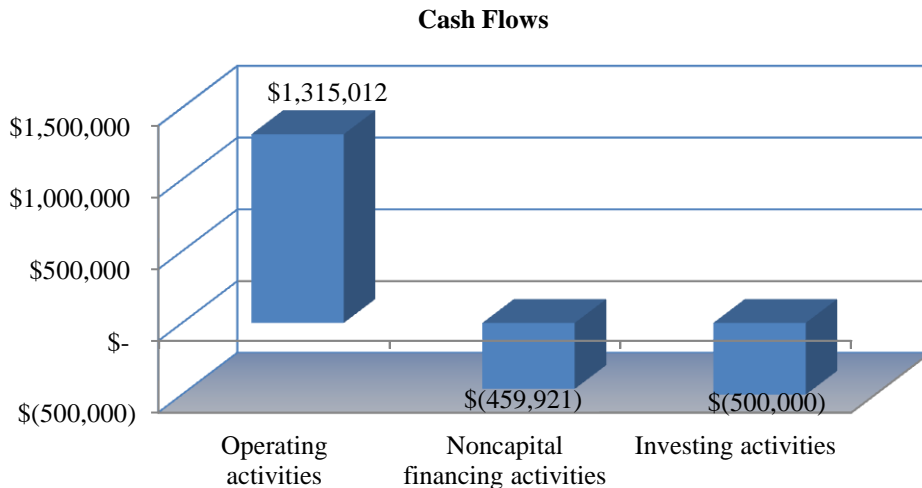 Cash Flows
$1,315,012
$1,500,000
$1,000,000
$500,000
$-
$(500,000)
$(459,921)
$(500,000)
Operating
activities
Noncapital
financing activities
Investing activities